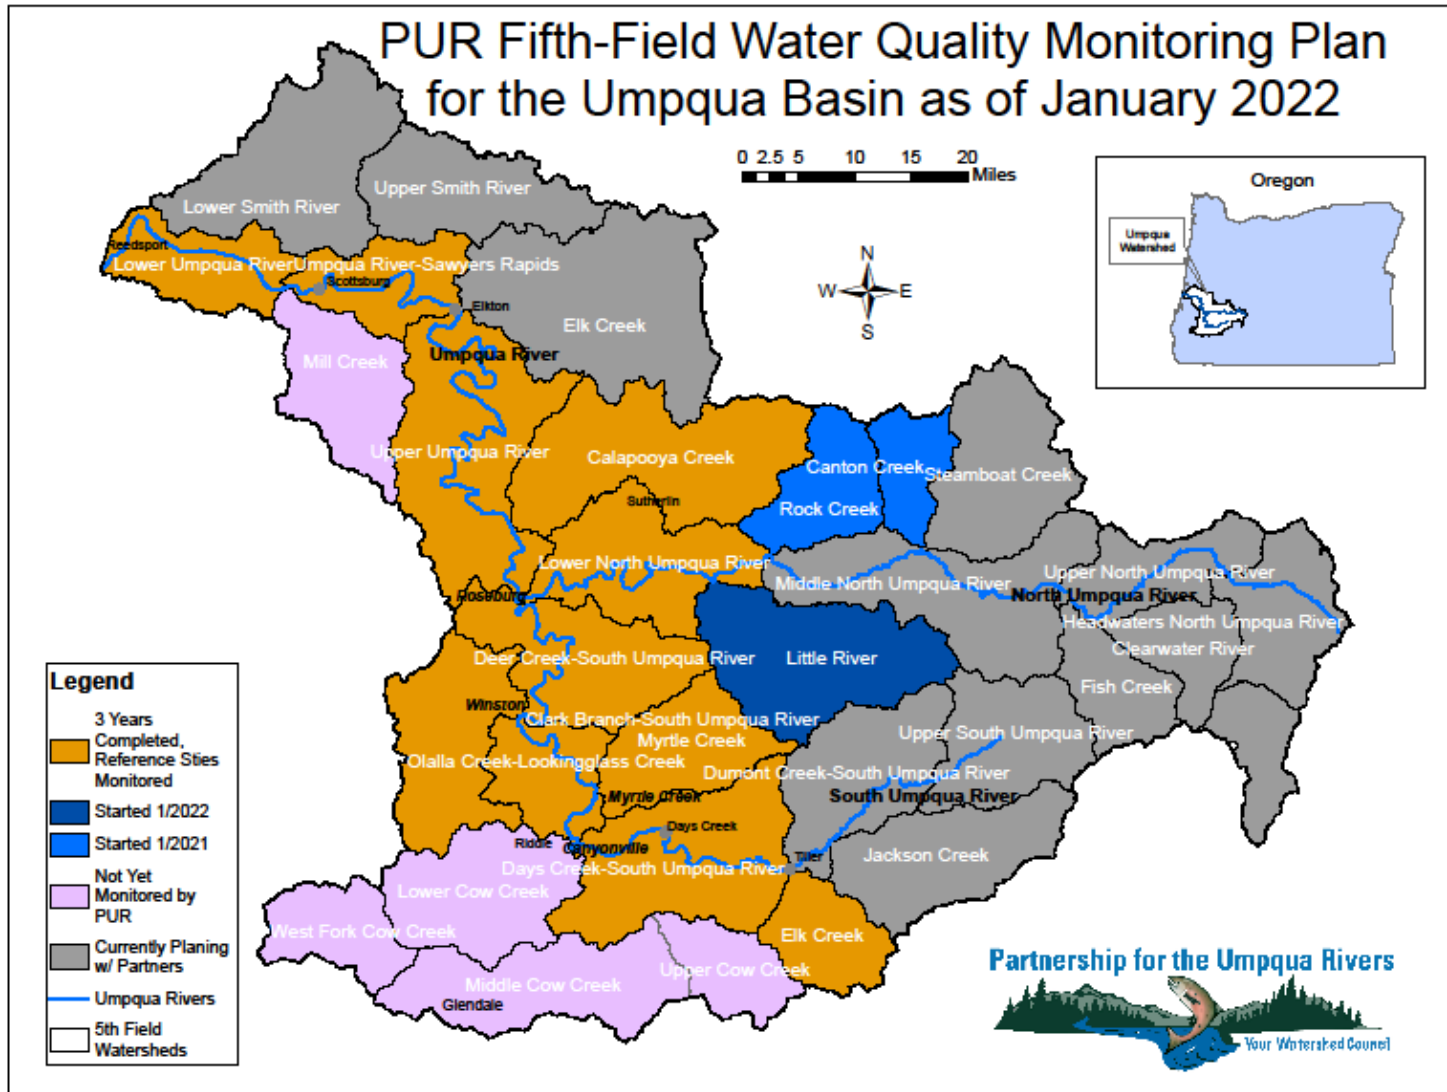 PUR Fifth-Field Water Quality Monitoring Plan
for the Umpqua Basin as of January 2022
0 2.5 5 10 15 20
Miles
Oregon
Umpqua
Watershed
N
W E
S
Upper Smith River
Lower Smith River
Reedsport
Lower Umpqua River
Umpqua River-Sawyers Rapids
Scottsburg
Elkton
Elk Creek
Umpqua River
Mill Creek
Upper Umpqua River
Calapooya Creek
Canton Creek
Steamboat Creek
Sutherlin
Rock Creek
Lower North Umpqua River
Middle North Umpqua River
Upper North Umpqua River
Roseburg
North Umpqua River
Headwaters North Umpqua River
Clearwater River
Deer Creek-South Umpqua River
Little River
Fish Creek
Winston
Clark Branch-South Umpqua River
Upper South Umpqua River
Myrtle Creek
Olalla Creek-Lookingglass Creek
Dumont Creek-South Umpqua River
Myrtle Creek
South Umpqua River
Days Creek
Riddle
Canyonville
Tiller
Jackson Creek
Days Creek-South Umpqua River
Lower Cow Creek
West Fork Cow Creek
Elk Creek
Upper Cow Creek
Middle Cow Creek
Glendale
Legend
3 Years
Completed,
Reference Sties
Monitored
Started 1/2022
Started 1/2021
Not Yet
Monitored by
PUR
Currently Planing
w/ Partners
Umpqua Rivers
5th Field
Watersheds
Partnership for the Umpqua Rivers
Your Watershed Council